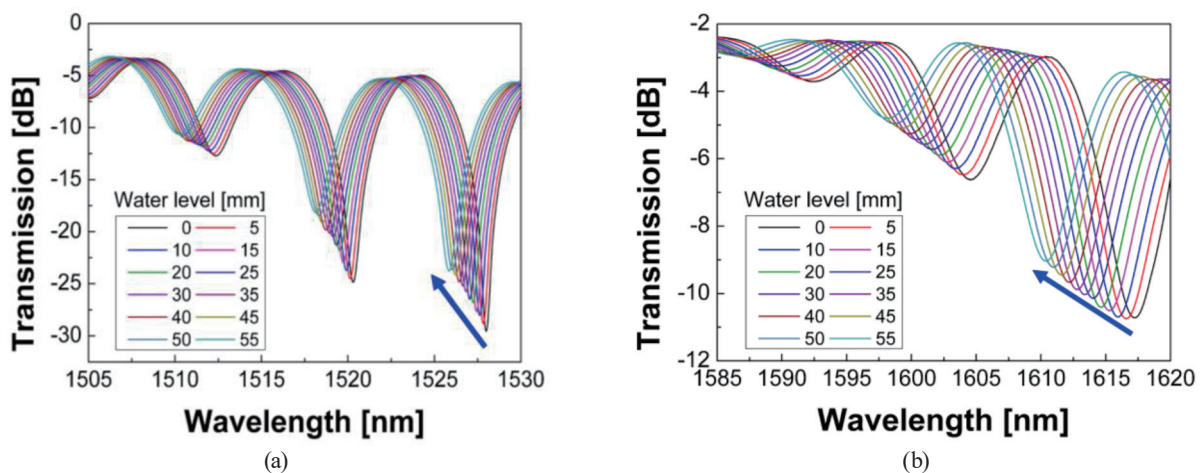 0
-5
-10
-15
-20
-25
-30
Transmission [dB]
Water level [mm]
0 5
10 15
20 25
30 35
40 45
50 55
1505 1510 1515 1520 1525 1530
Wavelength [nm]
(a)
-2
-4
-6
-8
-10
-12
Transmission [dB]
Water level [mm]
0 5
10 15
20 25
30 35
40 45
50 55
1585 1590 1595 1600 1605 1610 1615 1620
Wavelength [nm]
(b)